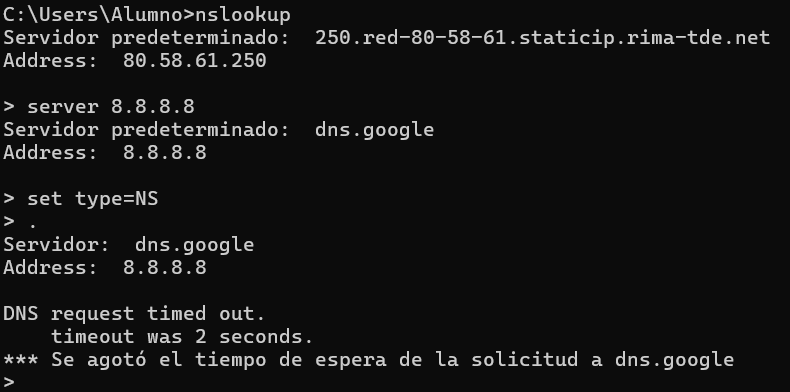 C:\Users\Alumno>nslookup
Servidor predeterminado:  250.red-80-58-61.staticip.rima-tde.net
Address:  80.58.61.250

> server 8.8.8.8
Servidor predeterminado:  dns.google
Address:  8.8.8.8

> set type=NS
> .
Servidor:  dns.google
Address:  8.8.8.8

DNS request timed out.
    timeout was 2 seconds.
*** Se agotó el tiempo de espera de la solicitud a dns.google
>